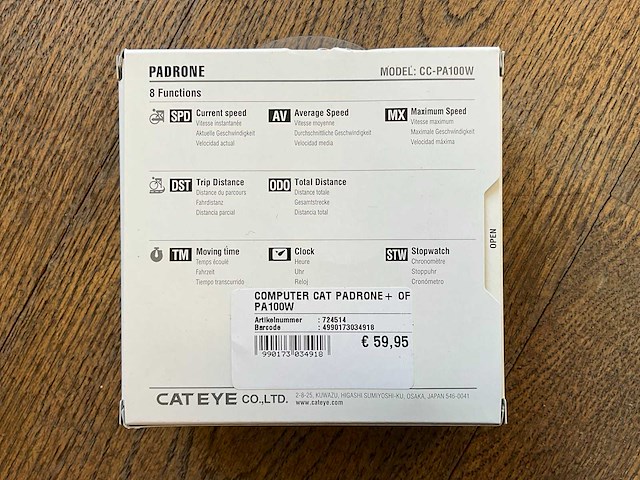 PADRONE MODEL: CC-PA100W
8 Functions
SPD Current speed
Vitesse instantanée
Aktuelle Geschwindigkeit
Velocidad actual
AV Average Speed
Vitesse moyenne
Durchschnittliche Geschwindigkeit
Velocidad media
MX Maximum Speed
Vitesse maximum
Maximale Geschwindigkeit
Velocidad máxima
DST Trip Distance
Distance du parcours
Fahrdistanz
Distancia parcial
ODO Total Distance
Distance totale
Gesamtstrecke
Distancia total
OPEN
TM Moving time
Temps écoulé
Fahrzeit
Tiempo transcurrido
Clock
Heure
Uhr
Reloj
STW Stopwatch
Chronomètre
Stoppuhr
Cronómetro
COMPUTER CAT PADRONE+ OF
PA100W
Artikelnummer : 724514
Barcode : 4990173034918
990173 034918
€ 59,95
CATEYE CO.,LTD.
2-8-25, KUWAZU, HIGASHI SUMIYOSHI-KU, OSAKA, JAPAN 546-0041
www.cateye.com